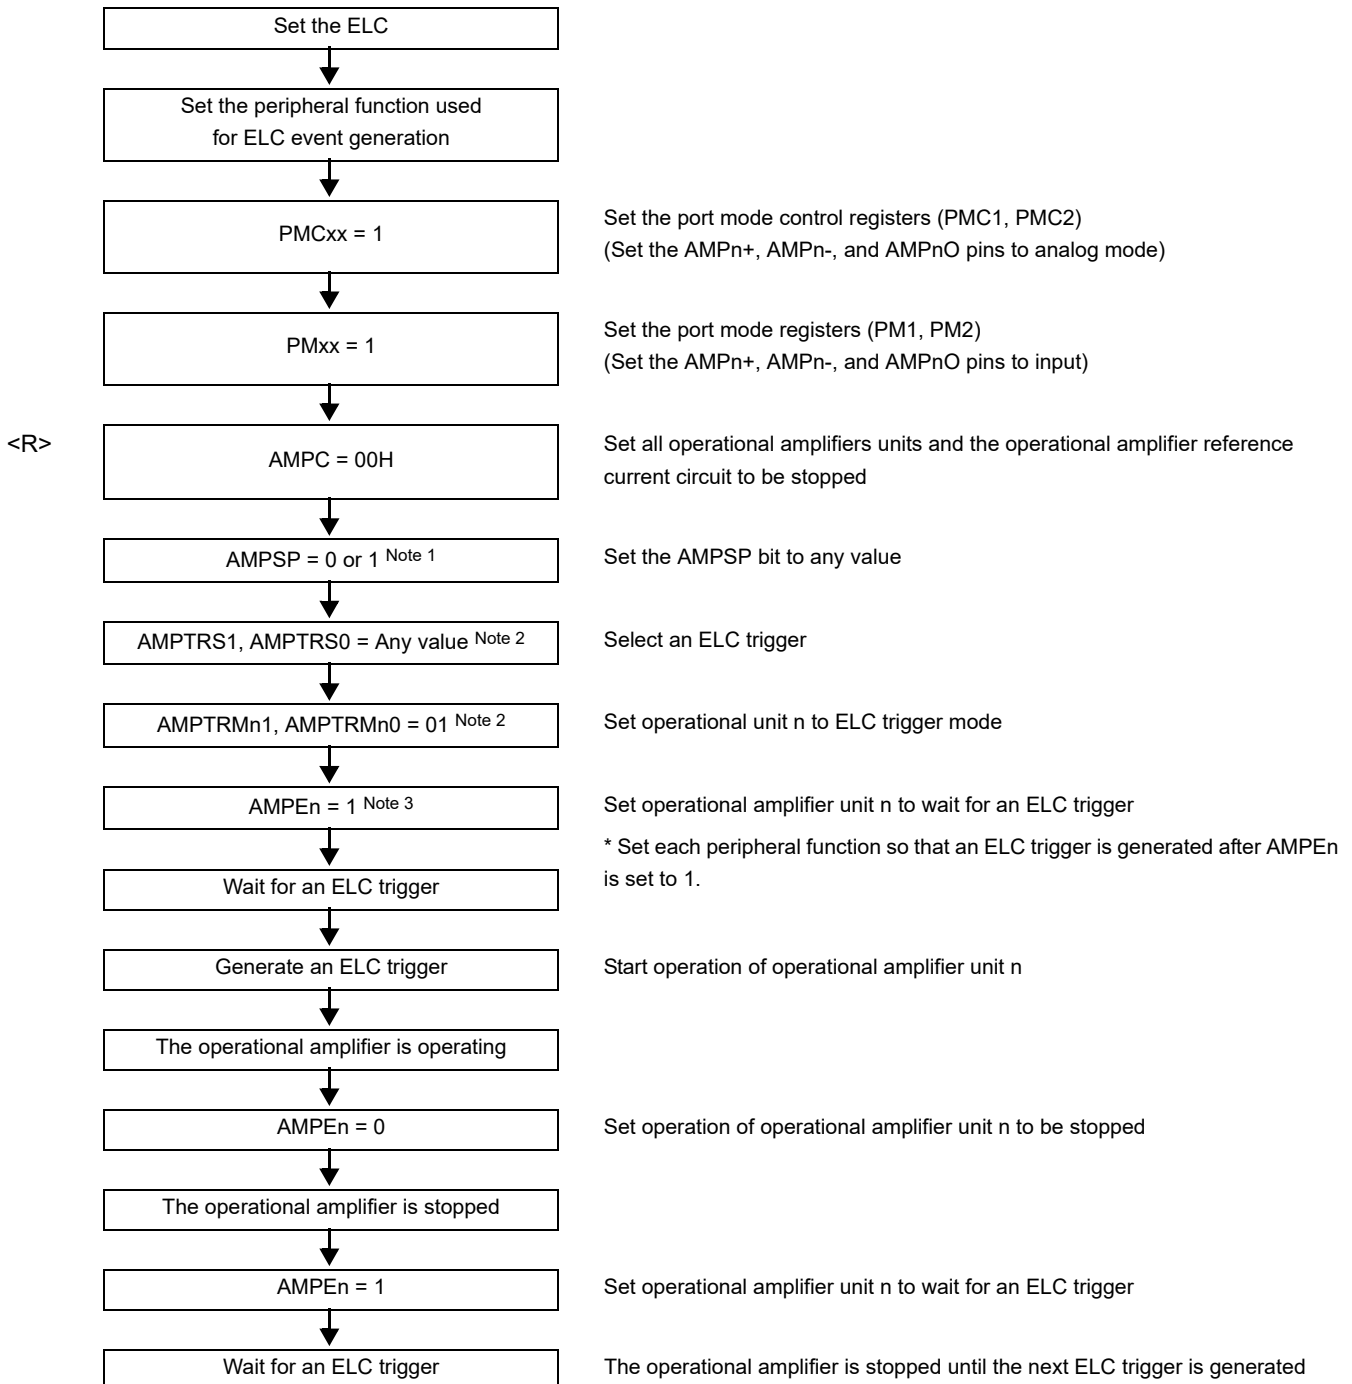 Set the ELC
Set the peripheral function used
for ELC event generation
PMCxx = 1
Set the port mode control registers (PMC1, PMC2)
(Set the AMPn+, AMPn-, and AMPnO pins to analog mode)
PMxx = 1
Set the port mode registers (PM1, PM2)
(Set the AMPn+, AMPn-, and AMPnO pins to input)
<R>
AMPC = 00H
Set all operational amplifiers units and the operational amplifier reference
current circuit to be stopped
AMPSP = 0 or 1 Note 1
Set the AMPSP bit to any value
AMPTRS1, AMPTRS0 = Any value Note 2
Select an ELC trigger
AMPTRMn1, AMPTRMn0 = 01 Note 2
Set operational unit n to ELC trigger mode
AMPEn = 1 Note 3
Set operational amplifier unit n to wait for an ELC trigger
* Set each peripheral function so that an ELC trigger is generated after AMPEn
is set to 1.
Wait for an ELC trigger
Generate an ELC trigger
Start operation of operational amplifier unit n
The operational amplifier is operating
AMPEn = 0
Set operation of operational amplifier unit n to be stopped
The operational amplifier is stopped
AMPEn = 1
Set operational amplifier unit n to wait for an ELC trigger
Wait for an ELC trigger
The operational amplifier is stopped until the next ELC trigger is generated